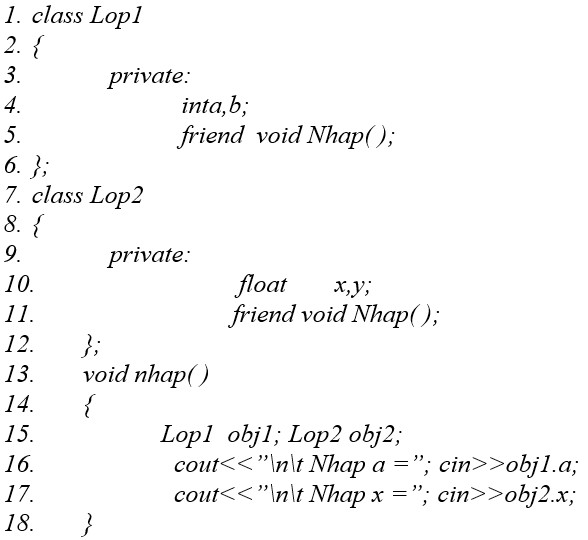 1. class Lop1
2. {
3. private:
4. inta,b;
5. friend void Nhap( );
6. };
7. class Lop2
8. {
9. private:
10. float x,y;
11. friend void Nhap( );
12. };
13. void nhap( )
14. {
15. Lop1 obj1; Lop2 obj2;
16. cout<<”\n\t Nhap a =”; cin>>obj1.a;
17. cout<<”\n\t Nhap x =”; cin>>obj2.x;
18. }